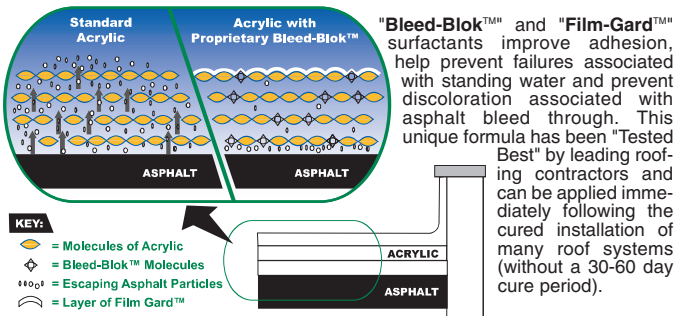 Standard
Acrylic
Acrylic with
Proprietary Bleed-Blok™
ASPHALT
ASPHALT
KEY:
= Molecules of Acrylic
= Bleed-Blok™ Molecules
= Escaping Asphalt Particles
= Layer of Film Gard™
ACRYLIC
ASPHALT
"Bleed-Blok™" and "Film-Gard™"
surfactants improve adhesion,
help prevent failures associated
with standing water and prevent
discoloration associated with
asphalt bleed through. This
unique formula has been "Tested
Best" by leading roof-
ing contractors and
can be applied imme-
diately following the
cured installation of
many roof systems
(without a 30-60 day
cure period).